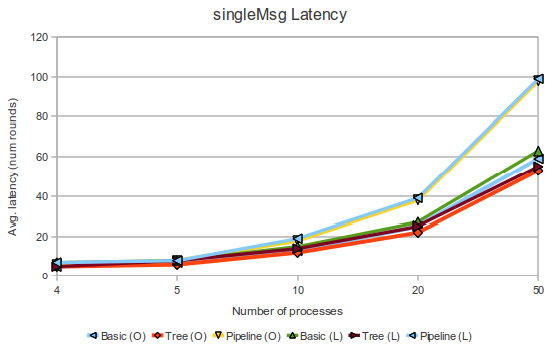 singleMsg Latency
120
100
80
60
40
20
0
Avg. latency (num rounds)
4 5 10 20 50
Number of processes
Basic (O) Tree (O) Pipeline (O) Basic (L) Tree (L) Pipeline (L)